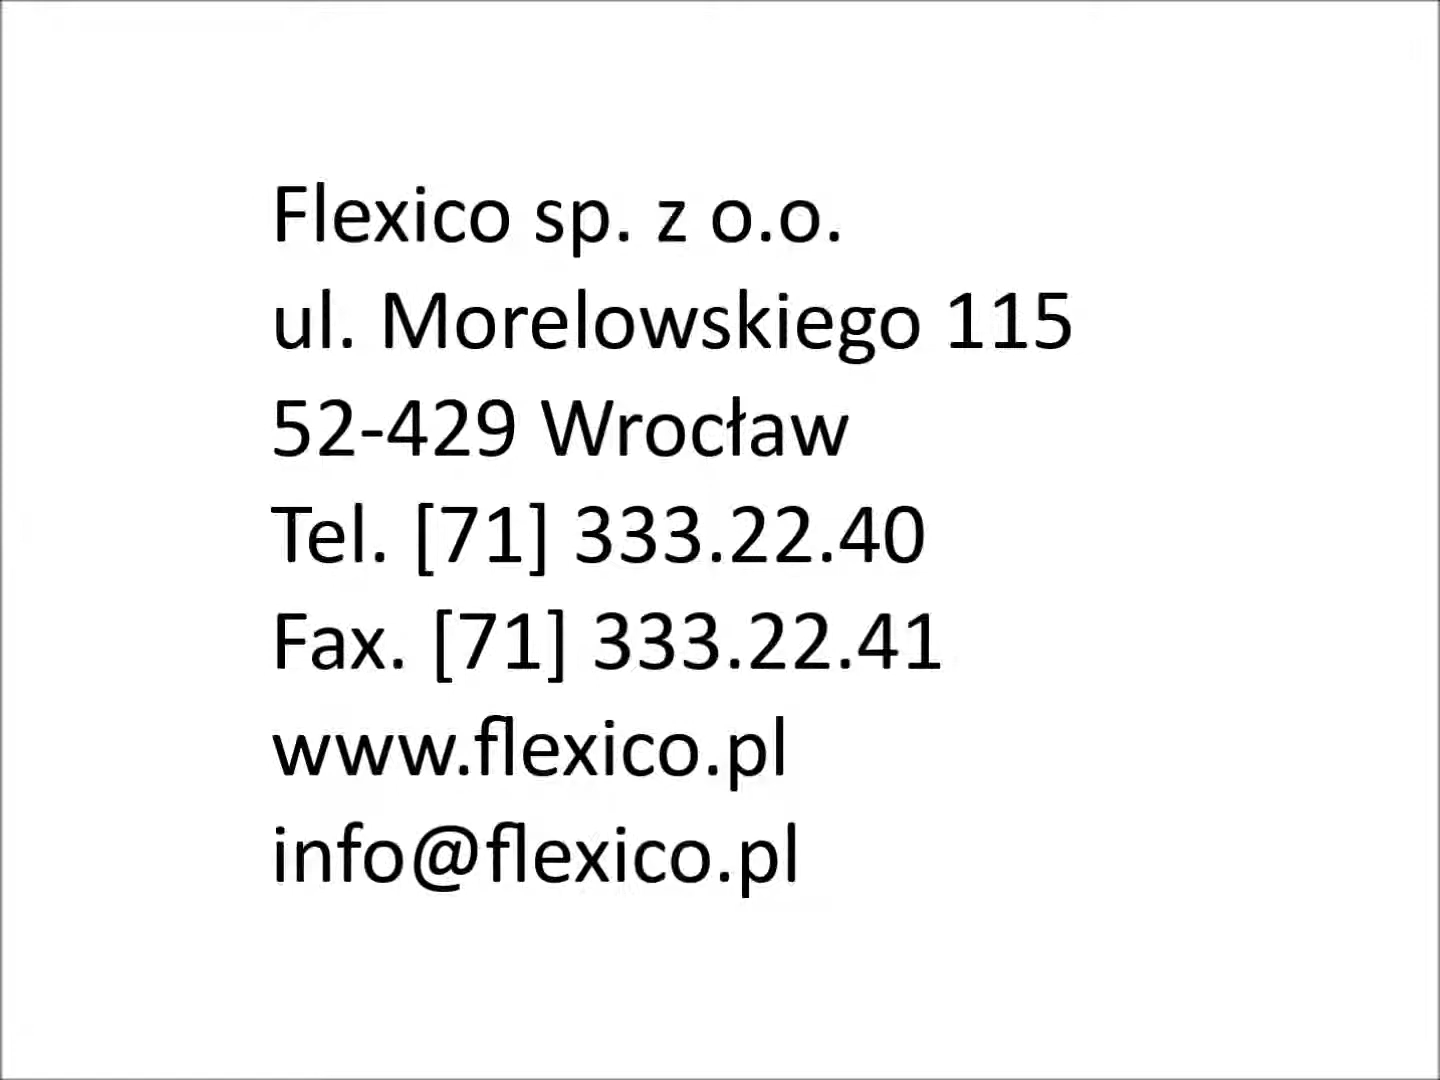 Flexico sp. z o.o.
ul. Morelowskiego 115
52-429 Wrocław
Tel. [71] 333.22.40
Fax. [71] 333.22.41
www.flexico.pl
info@flexico.pl